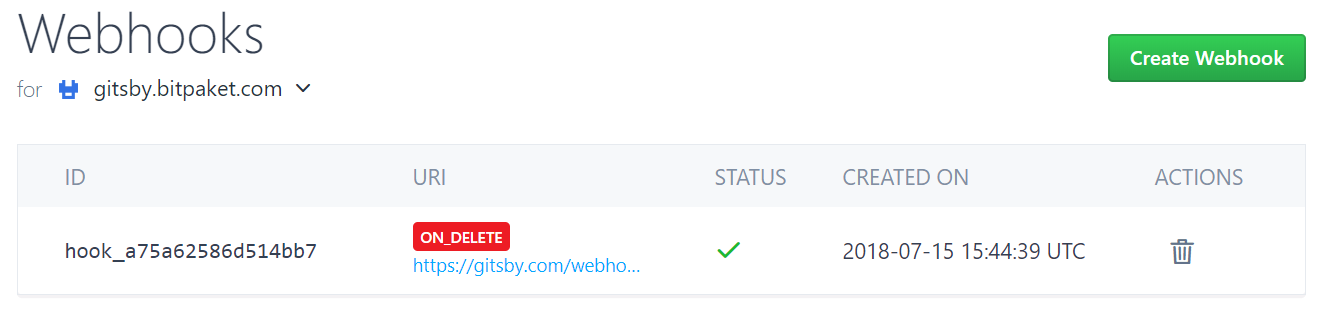 Webhooks
for gitsby.bitpaket.com
Create Webhook
ID URI STATUS CREATED ON ACTIONS
ON_DELETE
hook_a75a62586d514bb7 https://gitsby.com/webho... 2018-07-15 15:44:39 UTC